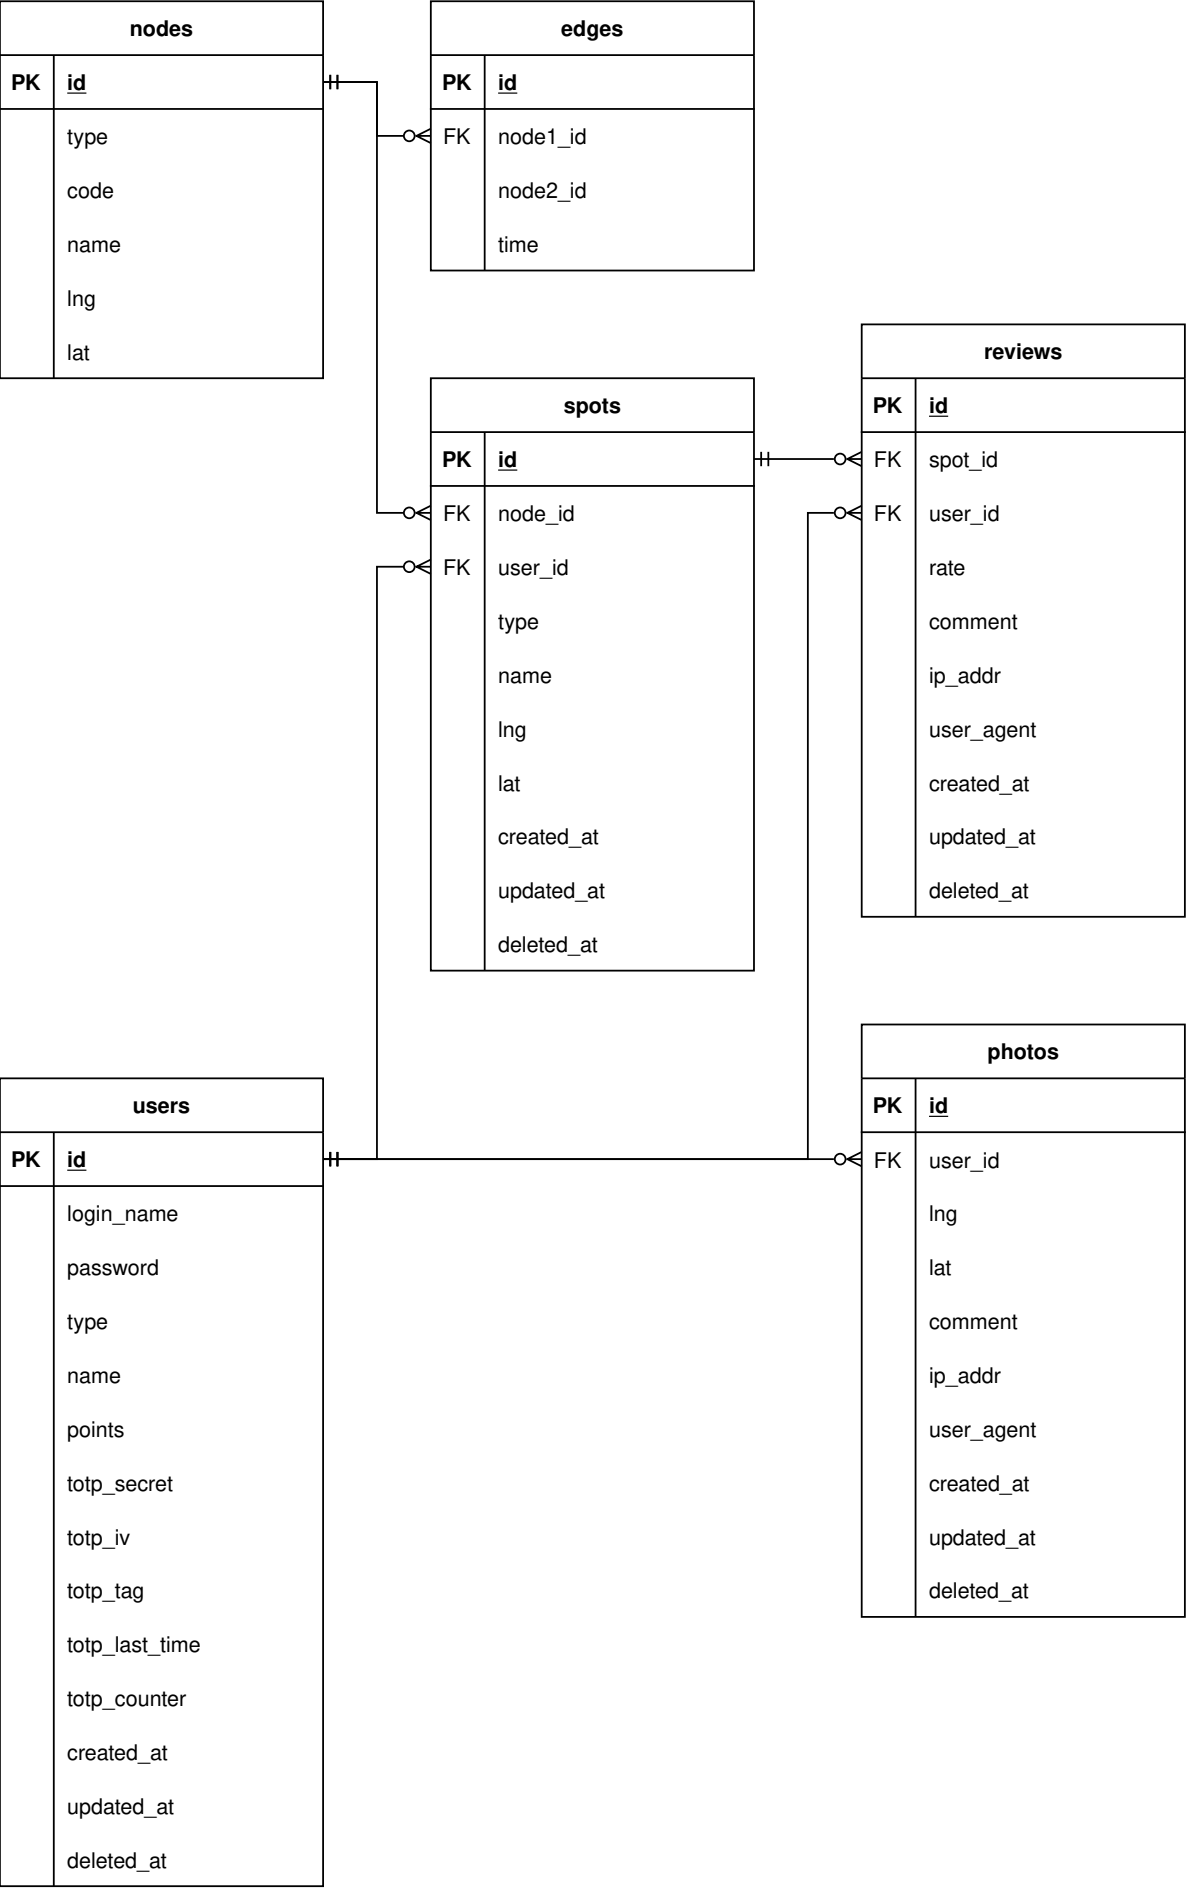 nodes
PK id
type
code
name
lng
lat
edges
PK id
FK node1_id
node2_id
time
spots
PK id
FK node_id
FK user_id
type
name
lng
lat
created_at
updated_at
deleted_at
reviews
PK id
FK spot_id
FK user_id
rate
comment
ip_addr
user_agent
created_at
updated_at
deleted_at
users
PK id
login_name
password
type
name
points
totp_secret
totp_iv
totp_tag
totp_last_time
totp_counter
created_at
updated_at
deleted_at
photos
PK id
FK user_id
lng
lat
comment
ip_addr
user_agent
created_at
updated_at
deleted_at